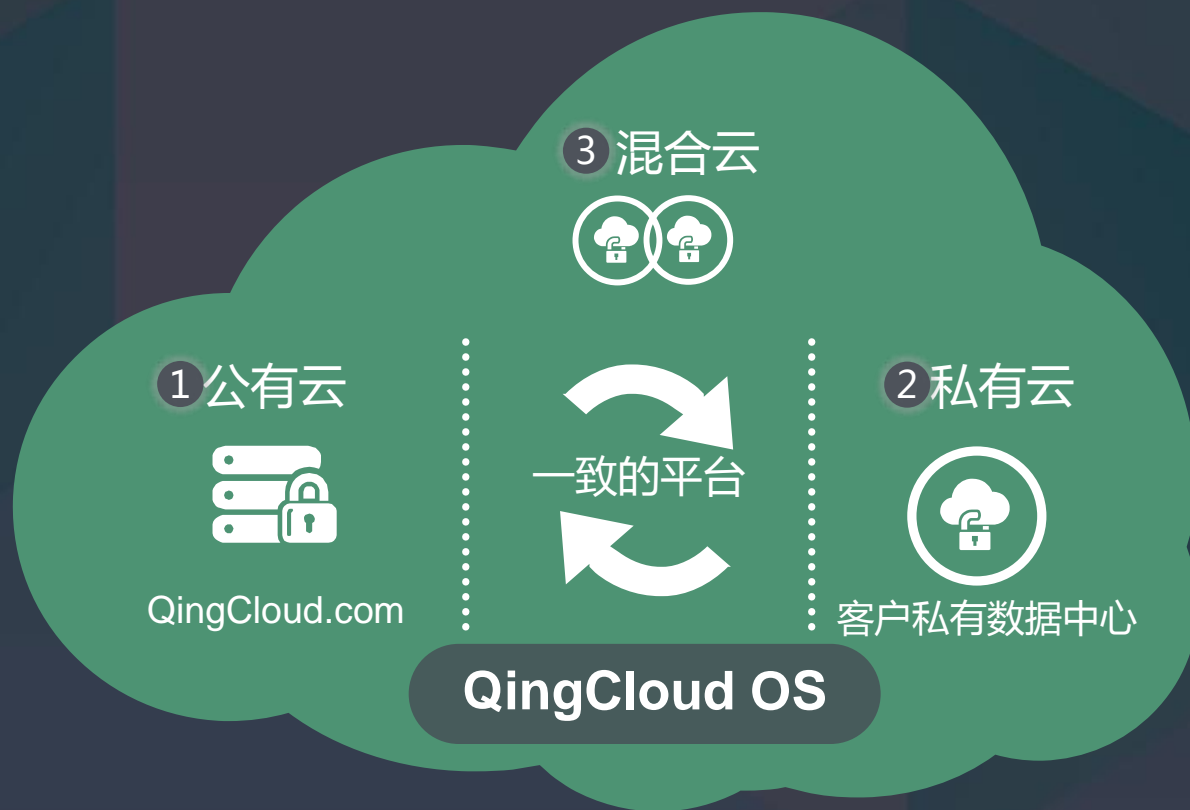 3 混合云
1 公有云
2 私有云
一致的平台
QingCloud.com
客户私有数据中心
QingCloud OS